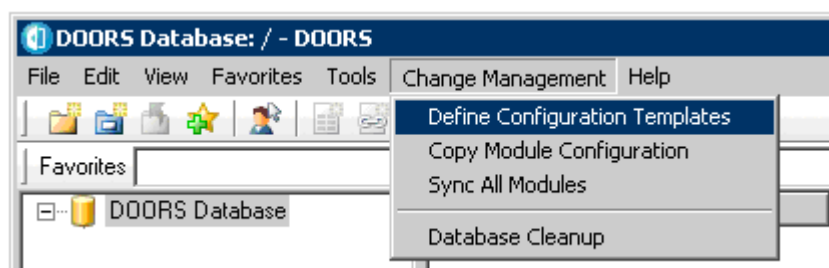 DOORS Database: / - DOORS
File Edit View Favorites Tools Change Management Help
Define Configuration Templates
Copy Module Configuration
Favorites
Sync All Modules
DOORS Database
Database Cleanup